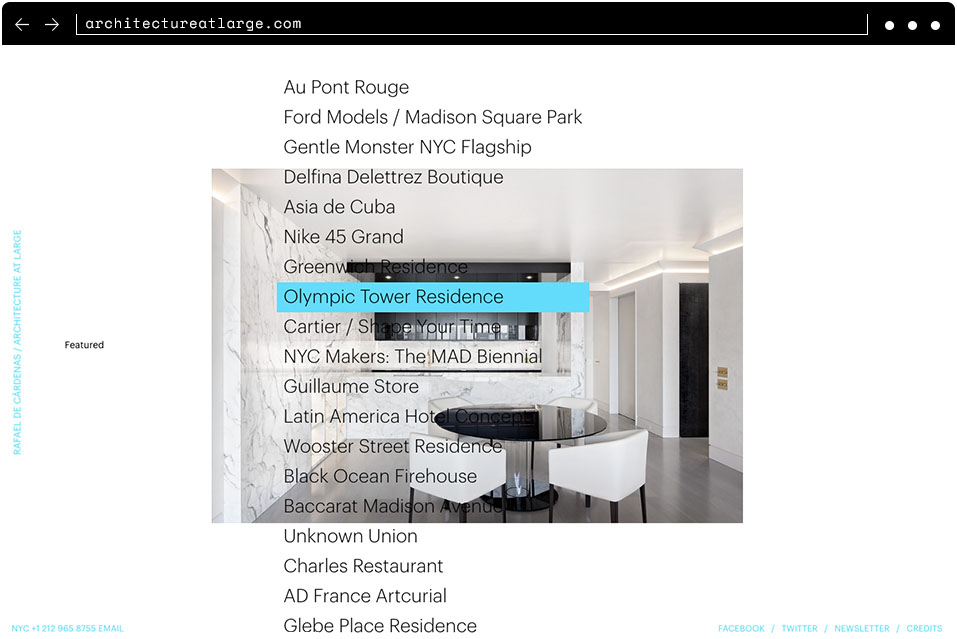 architectureatlarge.com
Au Pont Rouge
Ford Models / Madison Square Park
Gentle Monster NYC Flagship
Delfina Delettrez Boutique
Asia de Cuba
Nike 45 Grand
Greenwich Residence
Olympic Tower Residence
Cartier / Shape Your Time
NYC Makers: The MAD Biennial
Guillaume Store
Latin America Hotel Concept
Wooster Street Residence
Black Ocean Firehouse
Baccarat Madison Avenue
Unknown Union
Charles Restaurant
AD France Artcurial
Glebe Place Residence
RAFAEL DE CÁRDENAS / ARCHITECTURE AT LARGE
Featured
NYC +1 212 965 8755 EMAIL
FACEBOOK / TWITTER / NEWSLETTER / CREDITS